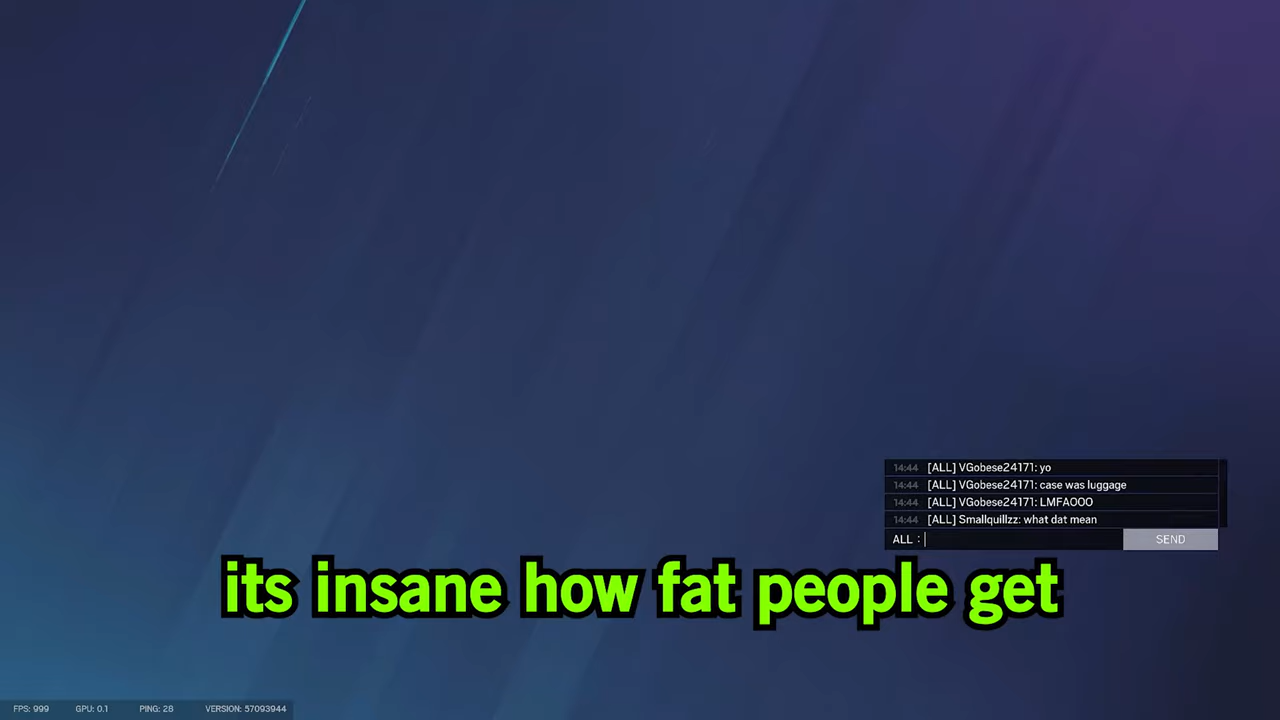 14:44 [ALL] VGobese24171: yo
14:44 [ALL] VGobese24171: case was luggage
14:44 [ALL] VGobese24171: LMFAOOO
14:44 [ALL] Smallquillzz: what dat mean
ALL : SEND
its insane how fat people get
FPS: 999 GPU: 0.1 PING: 28 VERSION: 57093944